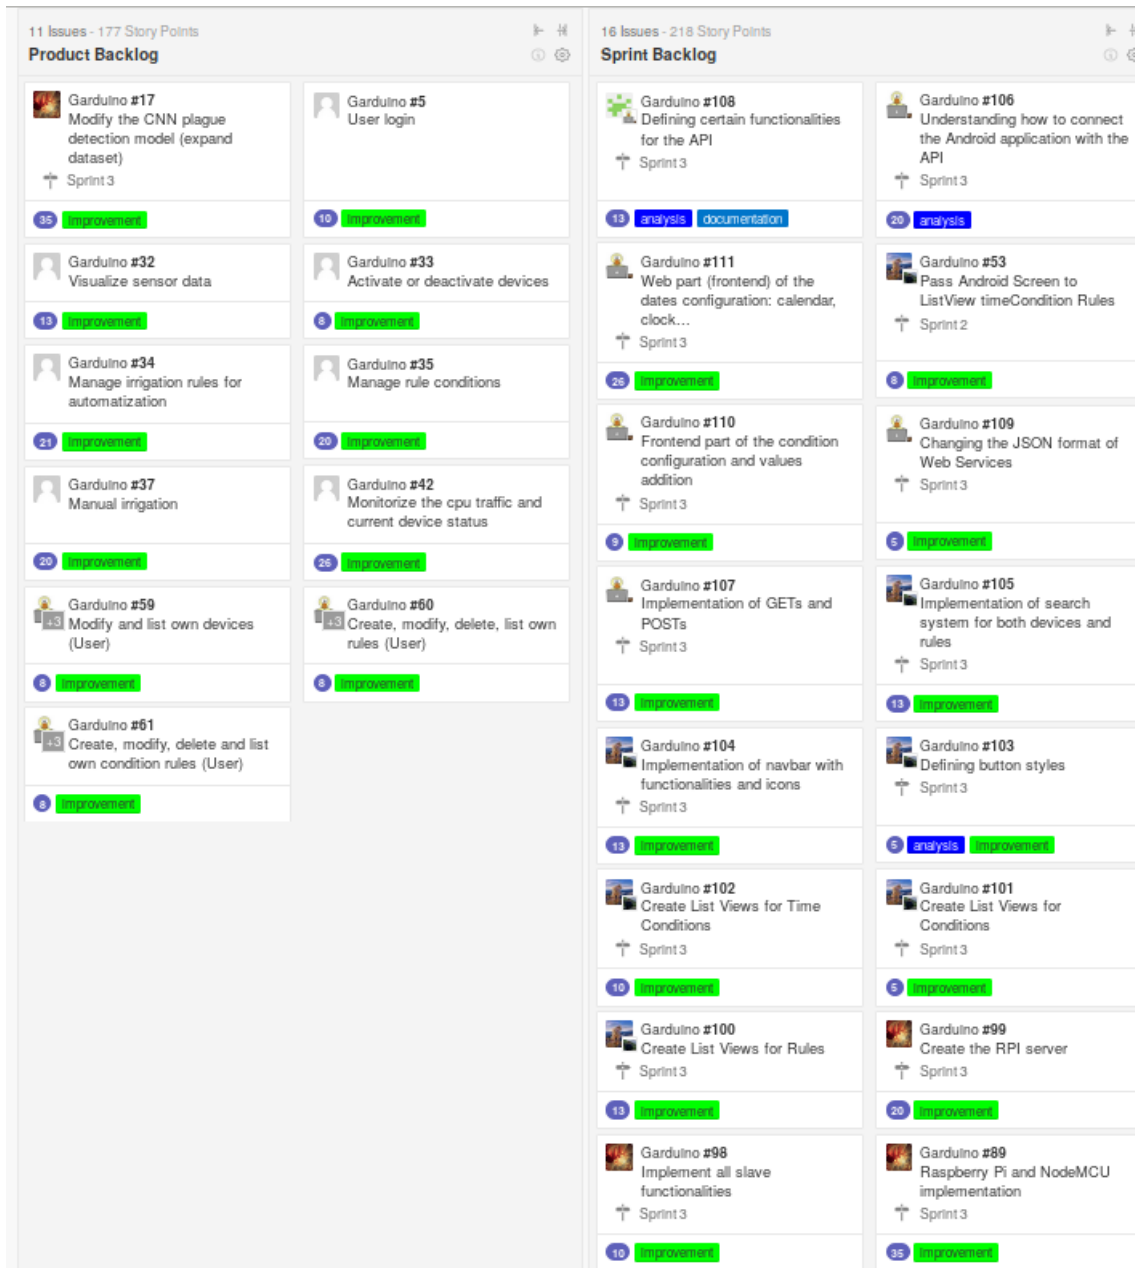 11 Issues - 177 Story Points
Product Backlog
Garduino #17
Modify the CNN plague
detection model (expand
dataset)
Sprint 3
35 improvement
Garduino #5
User login
10 improvement
Garduino #32
Visualize sensor data
13 improvement
Garduino #33
Activate or deactivate devices
8 improvement
Garduino #34
Manage irrigation rules for
automatization
21 improvement
Garduino #35
Manage rule conditions
20 improvement
Garduino #37
Manual irrigation
20 improvement
Garduino #42
Monitorize the cpu traffic and
current device status
26 improvement
+3
Garduino #59
Modify and list own devices
(User)
8 improvement
+3
Garduino #60
Create, modify, delete, list own
rules (User)
8 improvement
+3
Garduino #61
Create, modify, delete and list
own condition rules (User)
8 improvement
16 Issues - 218 Story Points
Sprint Backlog
Garduino #108
Defining certain functionalities
for the API
Sprint 3
13 analysis documentation
Garduino #106
Understanding how to connect
the Android application with the
API
Sprint 3
20 analysis
Garduino #111
Web part (frontend) of the
dates configuration: calendar,
clock...
Sprint 3
26 improvement
Garduino #53
Pass Android Screen to
ListView timeCondition Rules
Sprint 2
8 improvement
Garduino #110
Frontend part of the condition
configuration and values
addition
Sprint 3
9 improvement
Garduino #109
Changing the JSON format of
Web Services
Sprint 3
5 improvement
Garduino #107
Implementation of GETs and
POSTs
Sprint 3
13 improvement
Garduino #105
Implementation of search
system for both devices and
rules
Sprint 3
13 improvement
Garduino #104
Implementation of navbar with
functionalities and icons
Sprint 3
13 improvement
Garduino #103
Defining button styles
Sprint 3
5 analysis improvement
Garduino #102
Create List Views for Time
Conditions
Sprint 3
10 improvement
Garduino #101
Create List Views for
Conditions
Sprint 3
5 improvement
Garduino #100
Create List Views for Rules
Sprint 3
13 improvement
Garduino #99
Create the RPI server
Sprint 3
20 improvement
Garduino #98
Implement all slave
functionalities
Sprint 3
10 improvement
Garduino #89
Raspberry Pi and NodeMCU
implementation
Sprint 3
35 improvement